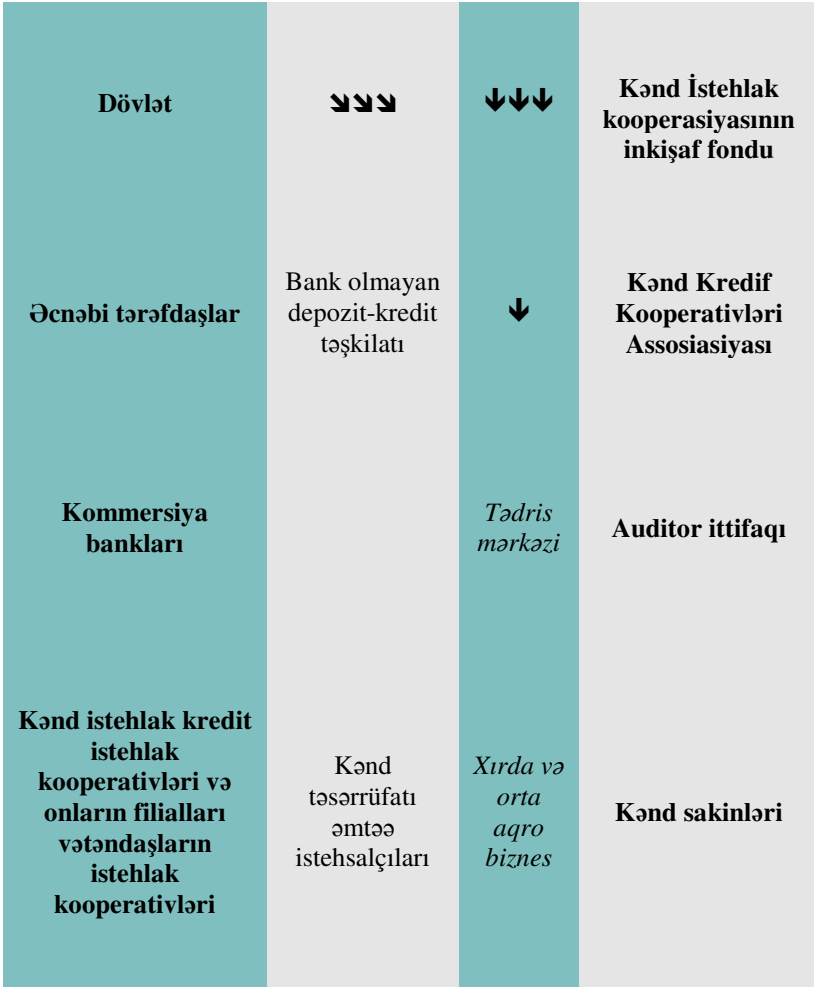 Dövlət
🡮🡮🡮
🡫🡫🡫
Kənd İstehlak
kooperasiyasının
inkişaf fondu
Əcnəbi tərəfdaşlar
Bank olmayan
depozit-kredit
təşkilatı
🡫
Kənd Kredif
Kooperativləri
Assosiasiyası
Kommersiya
bankları
Tədris
mərkəzi
Auditor ittifaqı
Kənd istehlak kredit
istehlak
kooperativləri və
onların filialları
vətəndaşların
istehlak
kooperativləri
Kənd
təsərrüfatı
əmtəə
istehsalçıları
Xırda və
orta
aqro
biznes
Kənd sakinləri